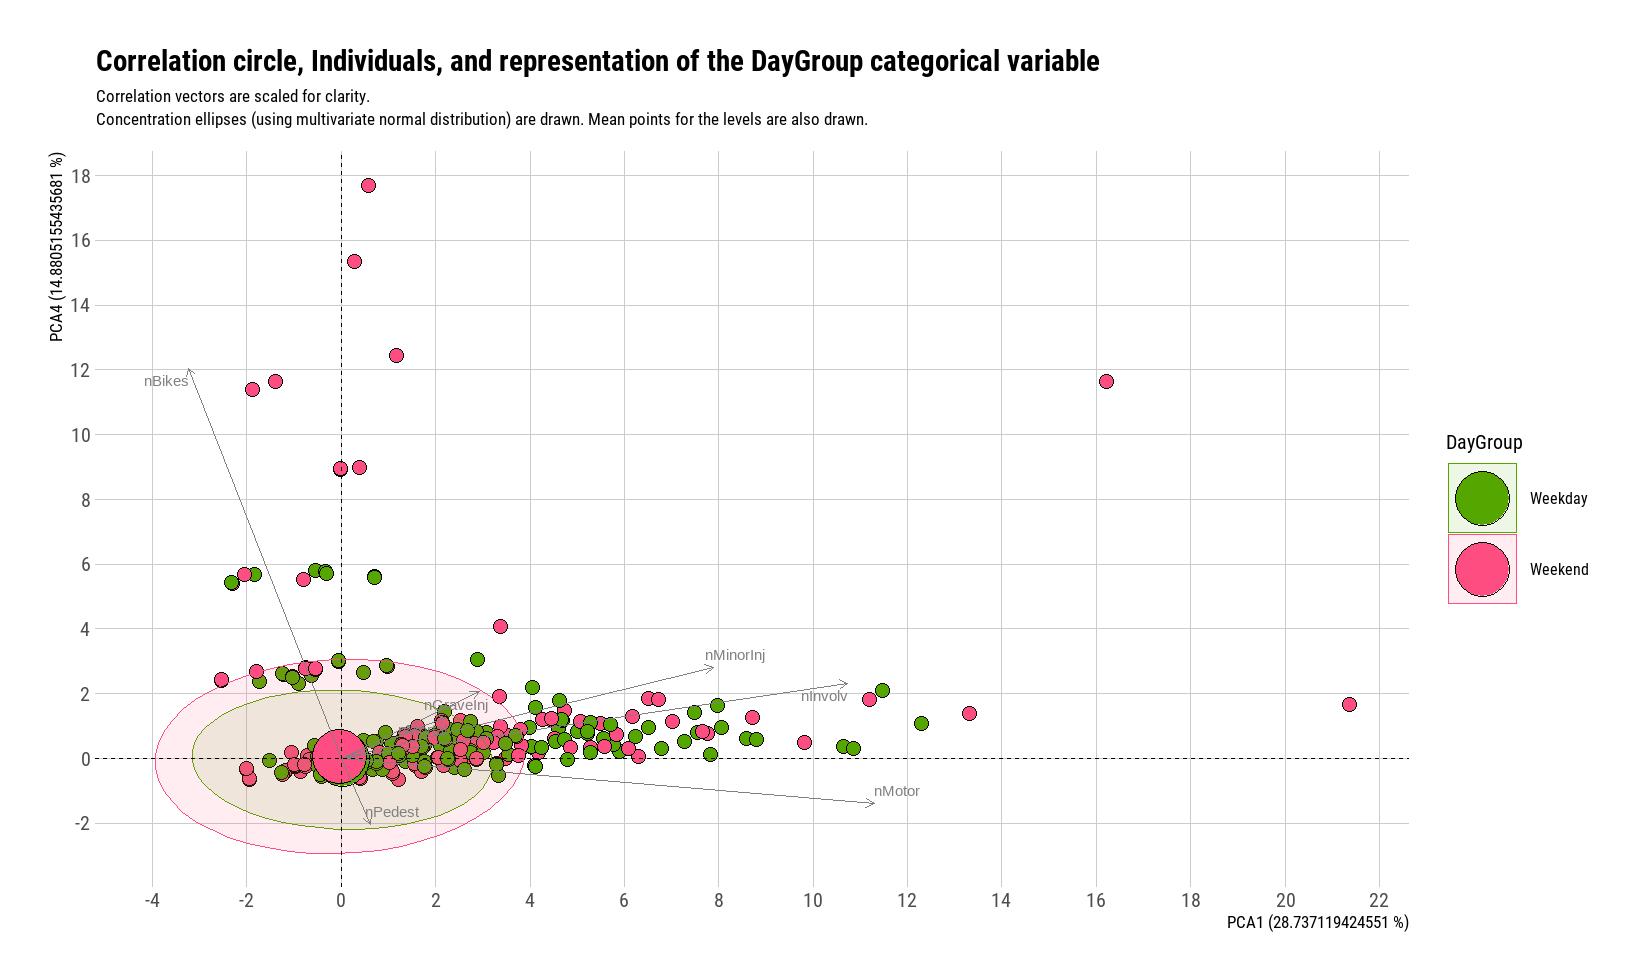 Correlation circle, Individuals, and representation of the DayGroup categorical variable
Correlation vectors are scaled for clarity.
Concentration ellipses (using multivariate normal distribution) are drawn. Mean points for the levels are also drawn.
PCA4 (14.8805155435681 %)
18
16
14
12
10
8
6
4
2
0
-2
nBikes
nMinorInj
nInvolv
nGraveInj
nMotor
nPedest
-4
-2
0
2
4
6
8
10
12
14
16
18
20
22
PCA1 (28.737119424551 %)
DayGroup
Weekday
Weekend